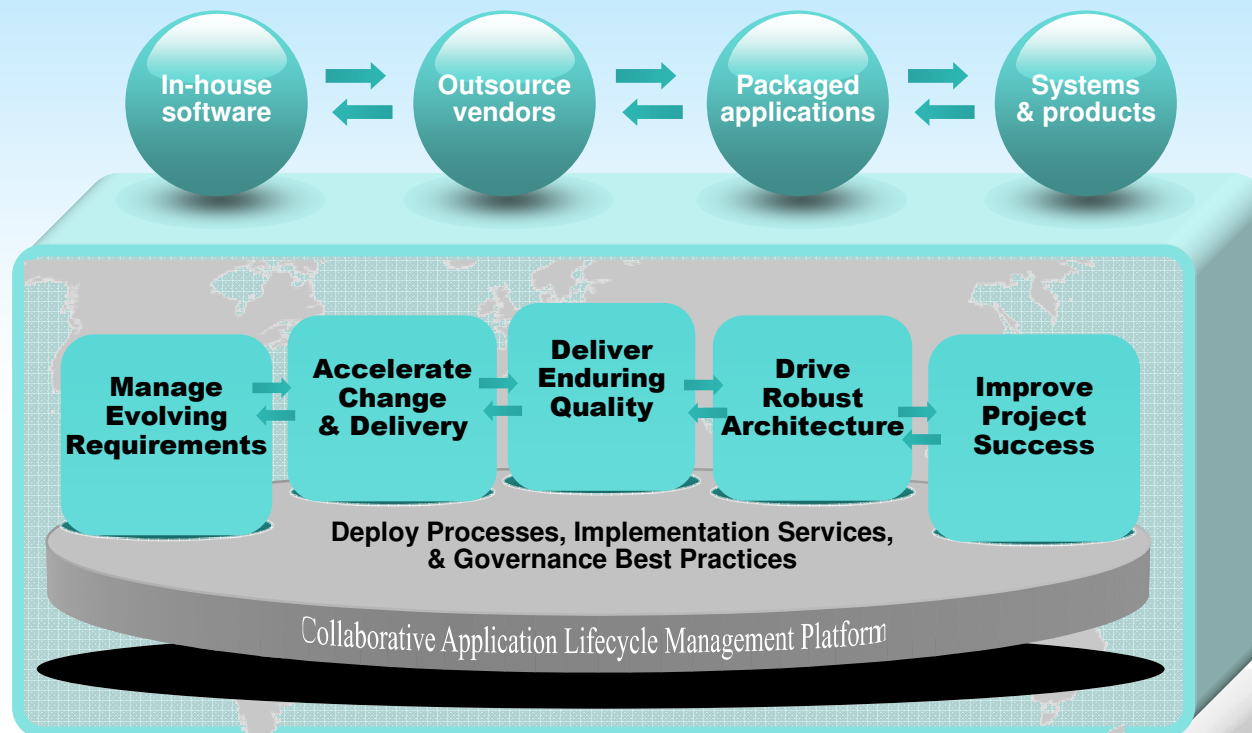 In-house
software
Outsource
vendors
Packaged
applications
Systems
& products
Manage
Evolving
Requirements
Accelerate
Change
& Delivery
Deliver
Enduring
Quality
Drive
Robust
Architecture
Improve
Project
Success
Deploy Processes, Implementation Services,
& Governance Best Practices
Collaborative Application Lifecycle Management Platform